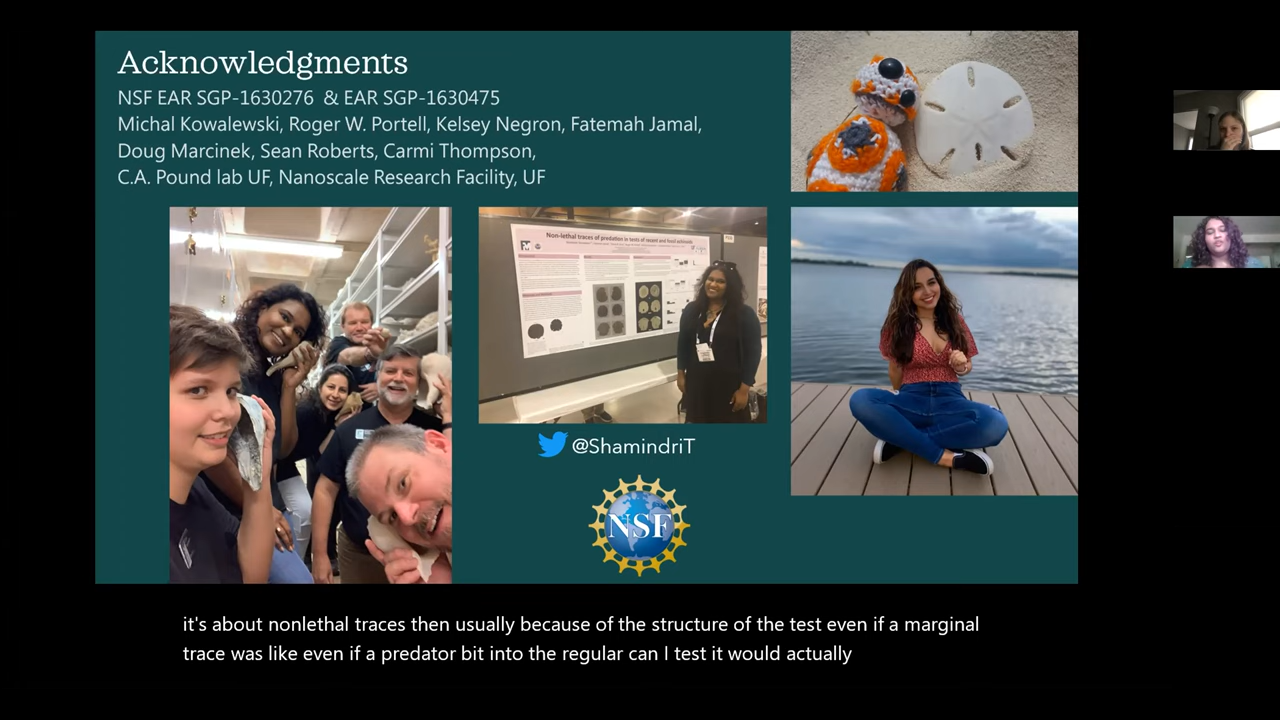 Acknowledgments
NSF EAR SGP-1630276 & EAR SGP-1630475
Michal Kowalewski, Roger W. Portell, Kelsey Negron, Fatemah Jamal,
Doug Marcinek, Sean Roberts, Carmi Thompson,
C.A. Pound lab UF, Nanoscale Research Facility, UF
Non-lethal traces of predation in tests of recent and fossil echinoids
@ShamindriT
NSF
it's about nonlethal traces then usually because of the structure of the test even if a marginal
trace was like even if a predator bit into the regular can I test it would actually